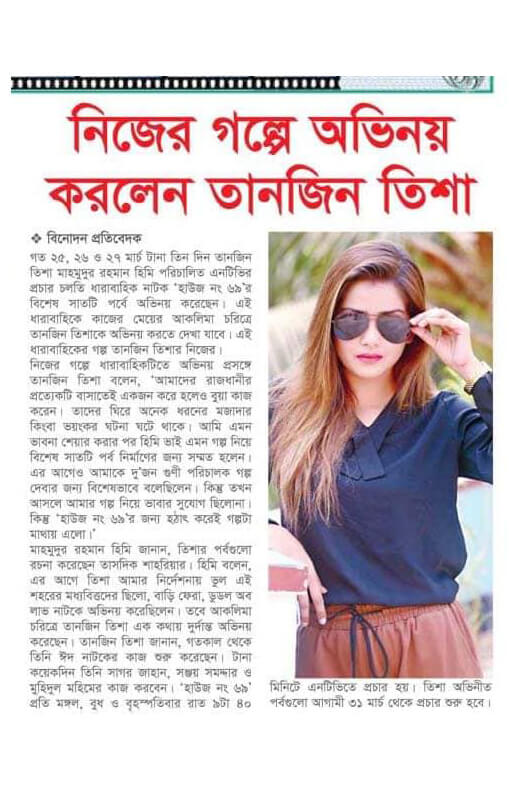 নিজের গল্পে অভিনয়
করলেন তানজিন তিশা
❖ বিনোদন প্রতিবেদক
গত ২৫, ২৬ ও ২৭ মার্চ টানা তিন দিন তানজিন
তিশা মাহমুদুর রহমান হিমি পরিচালিত এনটিভির
প্রচার চলতি ধারাবাহিক নাটক ‘হাউজ নং ৬৯’র
বিশেষ সাতটি পর্বে অভিনয় করেছেন। এই
ধারাবাহিকে কাজের মেয়ের আকলিমা চরিত্রে
তানজিন তিশাকে অভিনয় করতে দেখা যাবে। এই
ধারাবাহিকের গল্প তানজিন তিশার নিজের।
নিজের গল্পে ধারাবাহিকটিতে অভিনয় প্রসঙ্গে
তানজিন তিশা বলেন, ‘আমাদের রাজধানীর
প্রত্যেকটি বাসাতেই একজন করে হলেও বুয়া কাজ
করেন। তাদের ঘিরে অনেক ধরনের মজাদার
কিংবা ভয়ংকর ঘটনা ঘটে থাকে। আমি এমন
ভাবনা শেয়ার করার পর হিমি ভাই এমন গল্প নিয়ে
বিশেষ সাতটি পর্ব নির্মাণের জন্য সম্মত হলেন।
এর আগেও আমাকে দু’জন গুণী পরিচালক গল্প
দেবার জন্য বিশেষভাবে বলেছিলেন। কিন্তু তখন
আসলে আমার গল্প নিয়ে ভাবার সুযোগ ছিলোনা।
কিন্তু ‘হাউজ নং ৬৯’র জন্য হঠাৎ করেই গল্পটা
মাথায় এলো।’
মাহমুদুর রহমান হিমি জানান, তিশার পর্বগুলো
রচনা করেছেন তাসদিক শাহরিয়ার। হিমি বলেন,
এর আগে তিশা আমার নির্দেশনায় ভুল এই
শহরের মধ্যবিত্তদের ছিলো, বাড়ি ফেরা, ডুডল অব
লাভ নাটকে অভিনয় করেছিলেন। তবে আকলিমা
চরিত্রে তানজিন তিশা এক কথায় দুর্দান্ত অভিনয়
করেছেন। তানজিন তিশা জানান, গতকাল থেকে
তিনি ঈদ নাটকের কাজ শুরু করেছেন। টানা
কয়েকদিন তিনি সাগর জাহান, সঞ্জয় সমদ্দার ও
মুহিদুল মহিমের কাজ করবেন। ‘হাউজ নং ৬৯’
প্রতি মঙ্গল, বুধ ও বৃহস্পতিবার রাত ৯টা ৪০
মিনিটে এনটিভিতে প্রচার হয়। তিশা অভিনীত
পর্বগুলো আগামী ৩১ মার্চ থেকে প্রচার শুরু হবে।